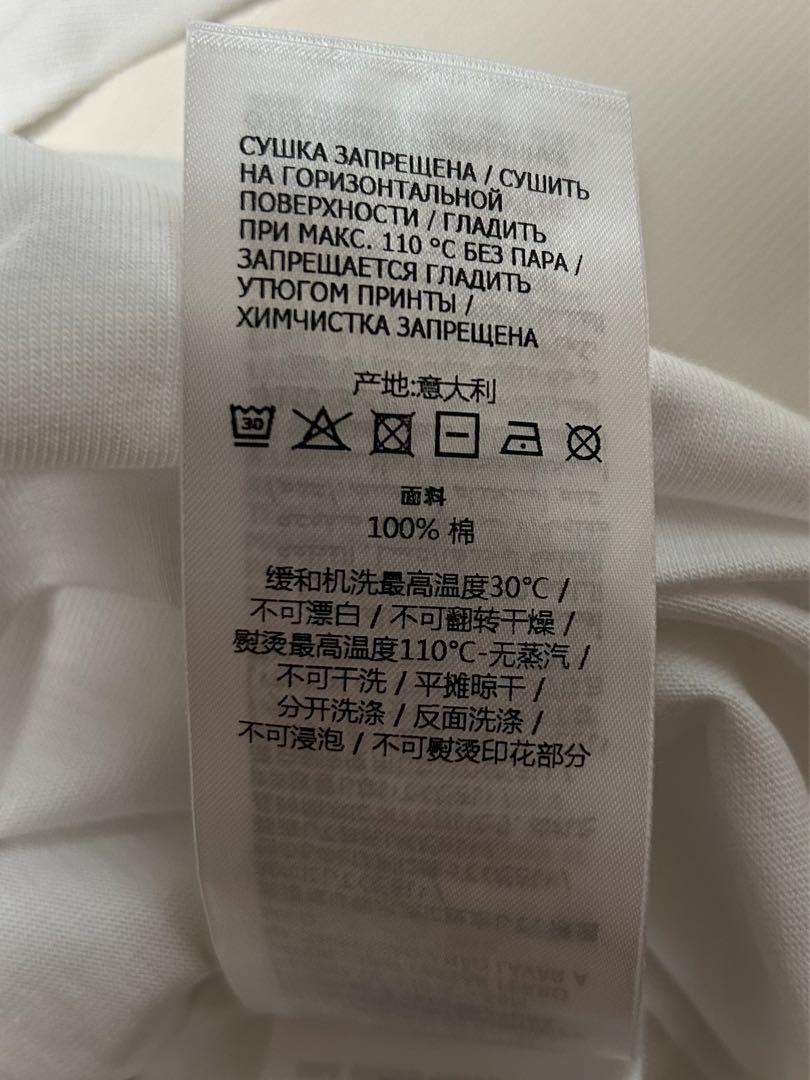 СУШКА ЗАПРЕЩЕНА / СУШИТЬ
НА ГОРИЗОНТАЛЬНОЙ
ПОВЕРХНОСТИ / ГЛАДИТЬ
ПРИ МАКС. 110 °C БЕЗ ПАРА /
ЗАПРЕЩАЕТСЯ ГЛАДИТЬ
УТЮГОМ ПРИНТЫ /
ХИМЧИСТКА ЗАПРЕЩЕНА
产地:意大利
30
面料
100% 棉
缓和机洗最高温度30°C /
不可漂白 / 不可翻转干燥 /
熨烫最高温度110°C-无蒸汽 /
不可干洗 / 平摊晾干 /
分开洗涤 / 反面洗涤 /
不可浸泡 / 不可熨烫印花部分